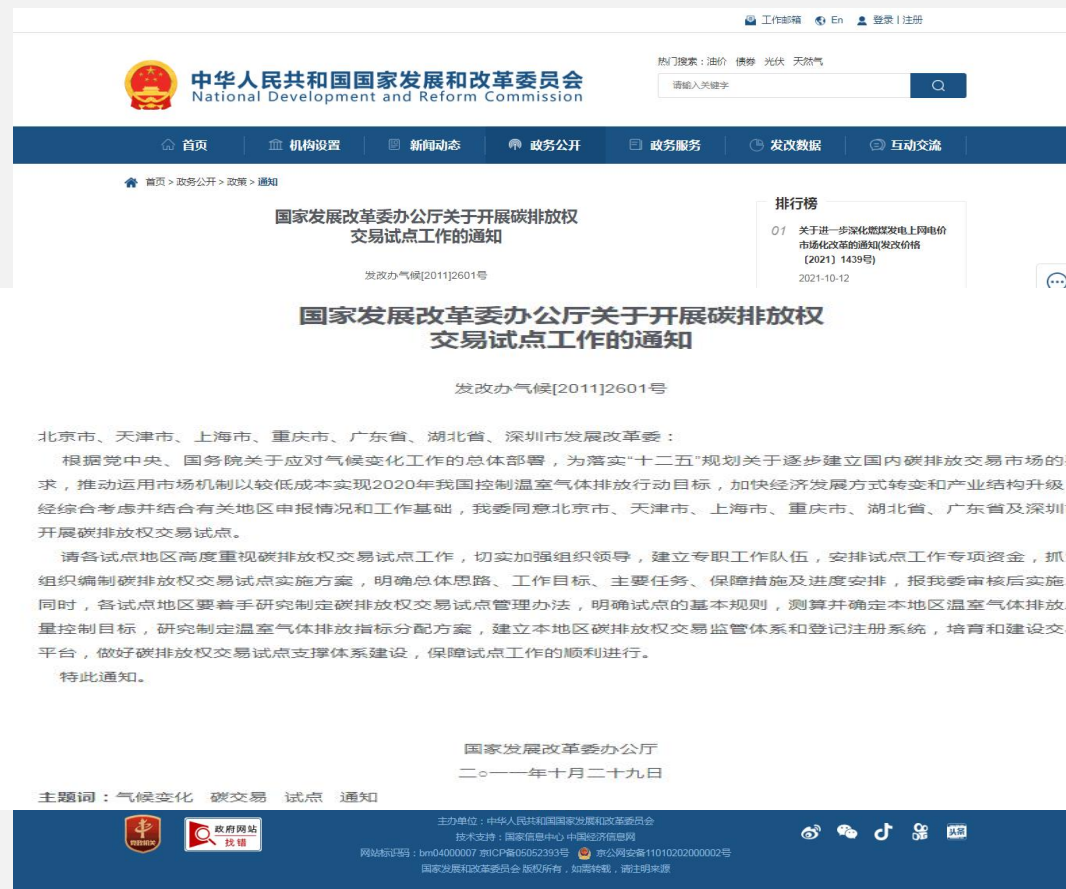 工作邮箱 En 登录 | 注册
热门搜索：油价 债券 光伏 天然气
中华人民共和国国家发展和改革委员会
National Development and Reform Commission
请输入关键字
首页 机构设置 新闻动态 政务公开 政务服务 发改数据 互动交流
首页 > 政务公开 > 政策 > 通知
国家发展改革委办公厅关于开展碳排放权
交易试点工作的通知
发改办气候[2011]2601号
排行榜
01 关于进一步深化燃煤发电上网电价
市场化改革的通知(发改价格
〔2021〕1439号)
2021-10-12
国家发展改革委办公厅关于开展碳排放权
交易试点工作的通知
发改办气候[2011]2601号
北京市、天津市、上海市、重庆市、广东省、湖北省、深圳市发展改革委：
根据党中央、国务院关于应对气候变化工作的总体部署，为落实“十二五”规划关于逐步建立国内碳排放交易市场的
求，推动运用市场机制以较低成本实现2020年我国控制温室气体排放行动目标，加快经济发展方式转变和产业结构升级
经综合考虑并结合有关地区申报情况和工作基础，我委同意北京市、天津市、上海市、重庆市、湖北省、广东省及深圳
开展碳排放权交易试点。
请各试点地区高度重视碳排放权交易试点工作，切实加强组织领导，建立专职工作队伍，安排试点工作专项资金，抓
组织编制碳排放权交易试点实施方案，明确总体思路、工作目标、主要任务、保障措施及进度安排，报我委审核后实施
同时，各试点地区要着手研究制定碳排放权交易试点管理办法，明确试点的基本规则，测算并确定本地区温室气体排放
量控制目标，研究制定温室气体排放指标分配方案，建立本地区碳排放权交易监管体系和登记注册系统，培育和建设交
平台，做好碳排放权交易试点支撑体系建设，保障试点工作的顺利进行。
特此通知。
国家发展改革委办公厅
二○一一年十月二十九日
主题词：气候变化 碳交易 试点 通知
政府网站
找错
主办单位：中华人民共和国国家发展和改革委员会
技术支持：国家信息中心 中国经济信息网
网站标识码：bm04000007 京ICP备05052393号 京公网安备11010202000002号
国家发展和改革委员会 版权所有，如需转载，请注明来源
头条